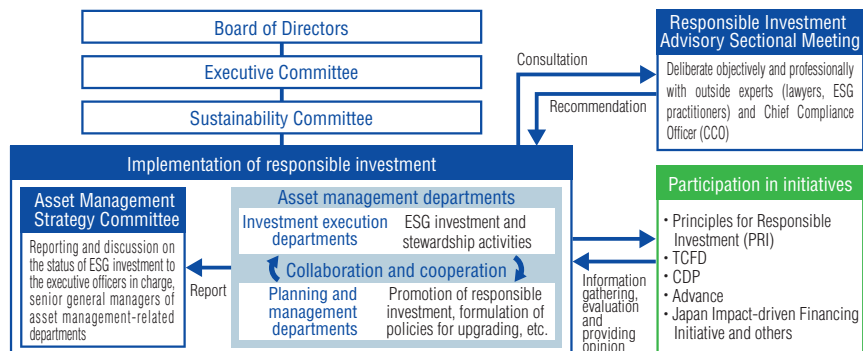 Board of Directors
Executive Committee
Sustainability Committee
Consultation
Recommendation
Responsible Investment
Advisory Sectional Meeting
Deliberate objectively and professionally
with outside experts (lawyers, ESG
practitioners) and Chief Compliance
Officer (CCO)
Implementation of responsible investment
Asset Management
Strategy Committee
Reporting and discussion on
the status of ESG investment to
the executive officers in charge,
senior general managers of
asset management-related
departments
Report
Asset management departments
Investment execution
departments
ESG investment and
stewardship activities
Collaboration and cooperation
Planning and
management
departments
Promotion of responsible
investment, formulation of
policies for upgrading, etc.
Information
gathering,
evaluation
and
providing
opinion
Participation in initiatives
・Principles for Responsible
Investment (PRI)
・TCFD
・CDP
・Advance
・Japan Impact-driven Financing
Initiative and others